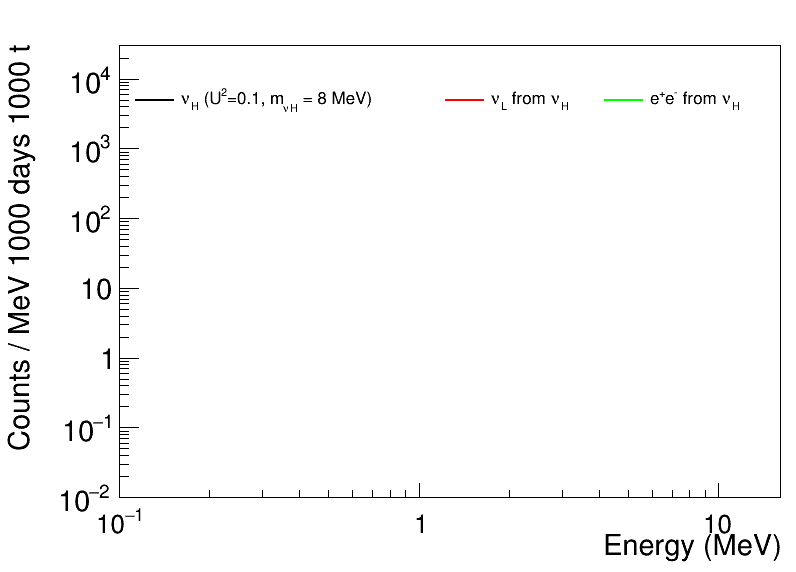 Counts / MeV 1000 days 1000 t
10⁴
10³
10²
10
1
10⁻¹
10⁻²
ν_H (U²=0.1, m_νH = 8 MeV)
ν_L from ν_H
e⁺e⁻ from ν_H
10⁻¹
1
10
Energy (MeV)